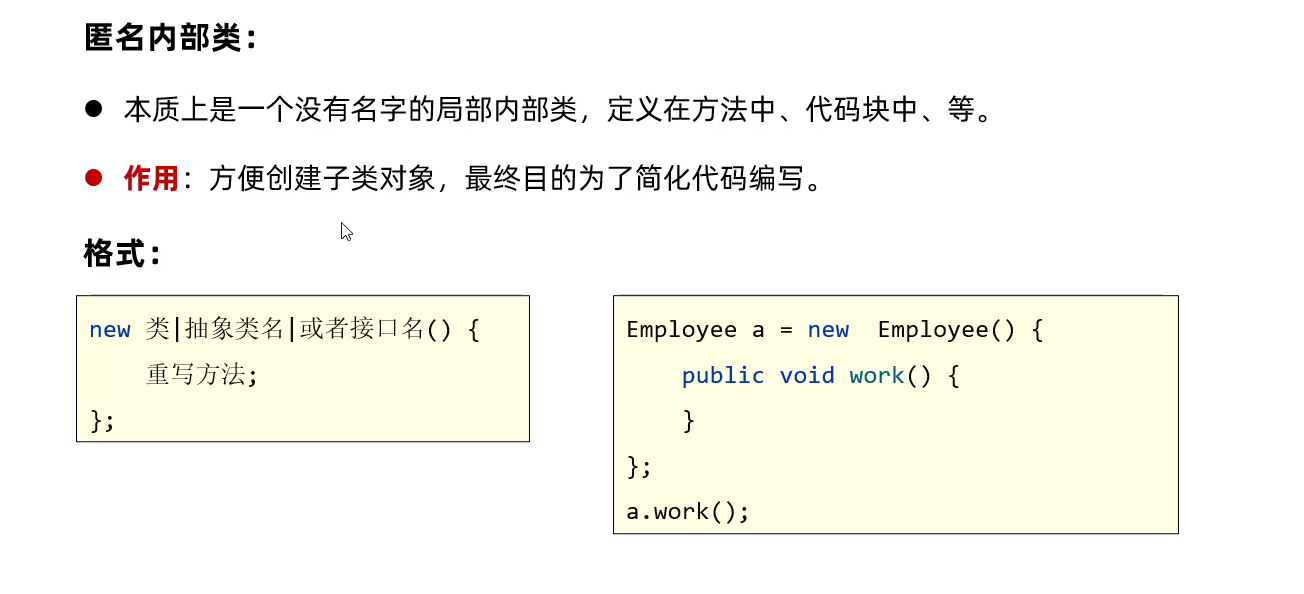 匿名内部类：
● 本质上是一个没有名字的局部内部类，定义在方法中、代码块中、等。
● 作用：方便创建子类对象，最终目的为了简化代码编写。
格式：
new 类|抽象类名|或者接口名() {
    重写方法;
};
Employee a = new  Employee() {
    public void work() {
    }
};
a.work();